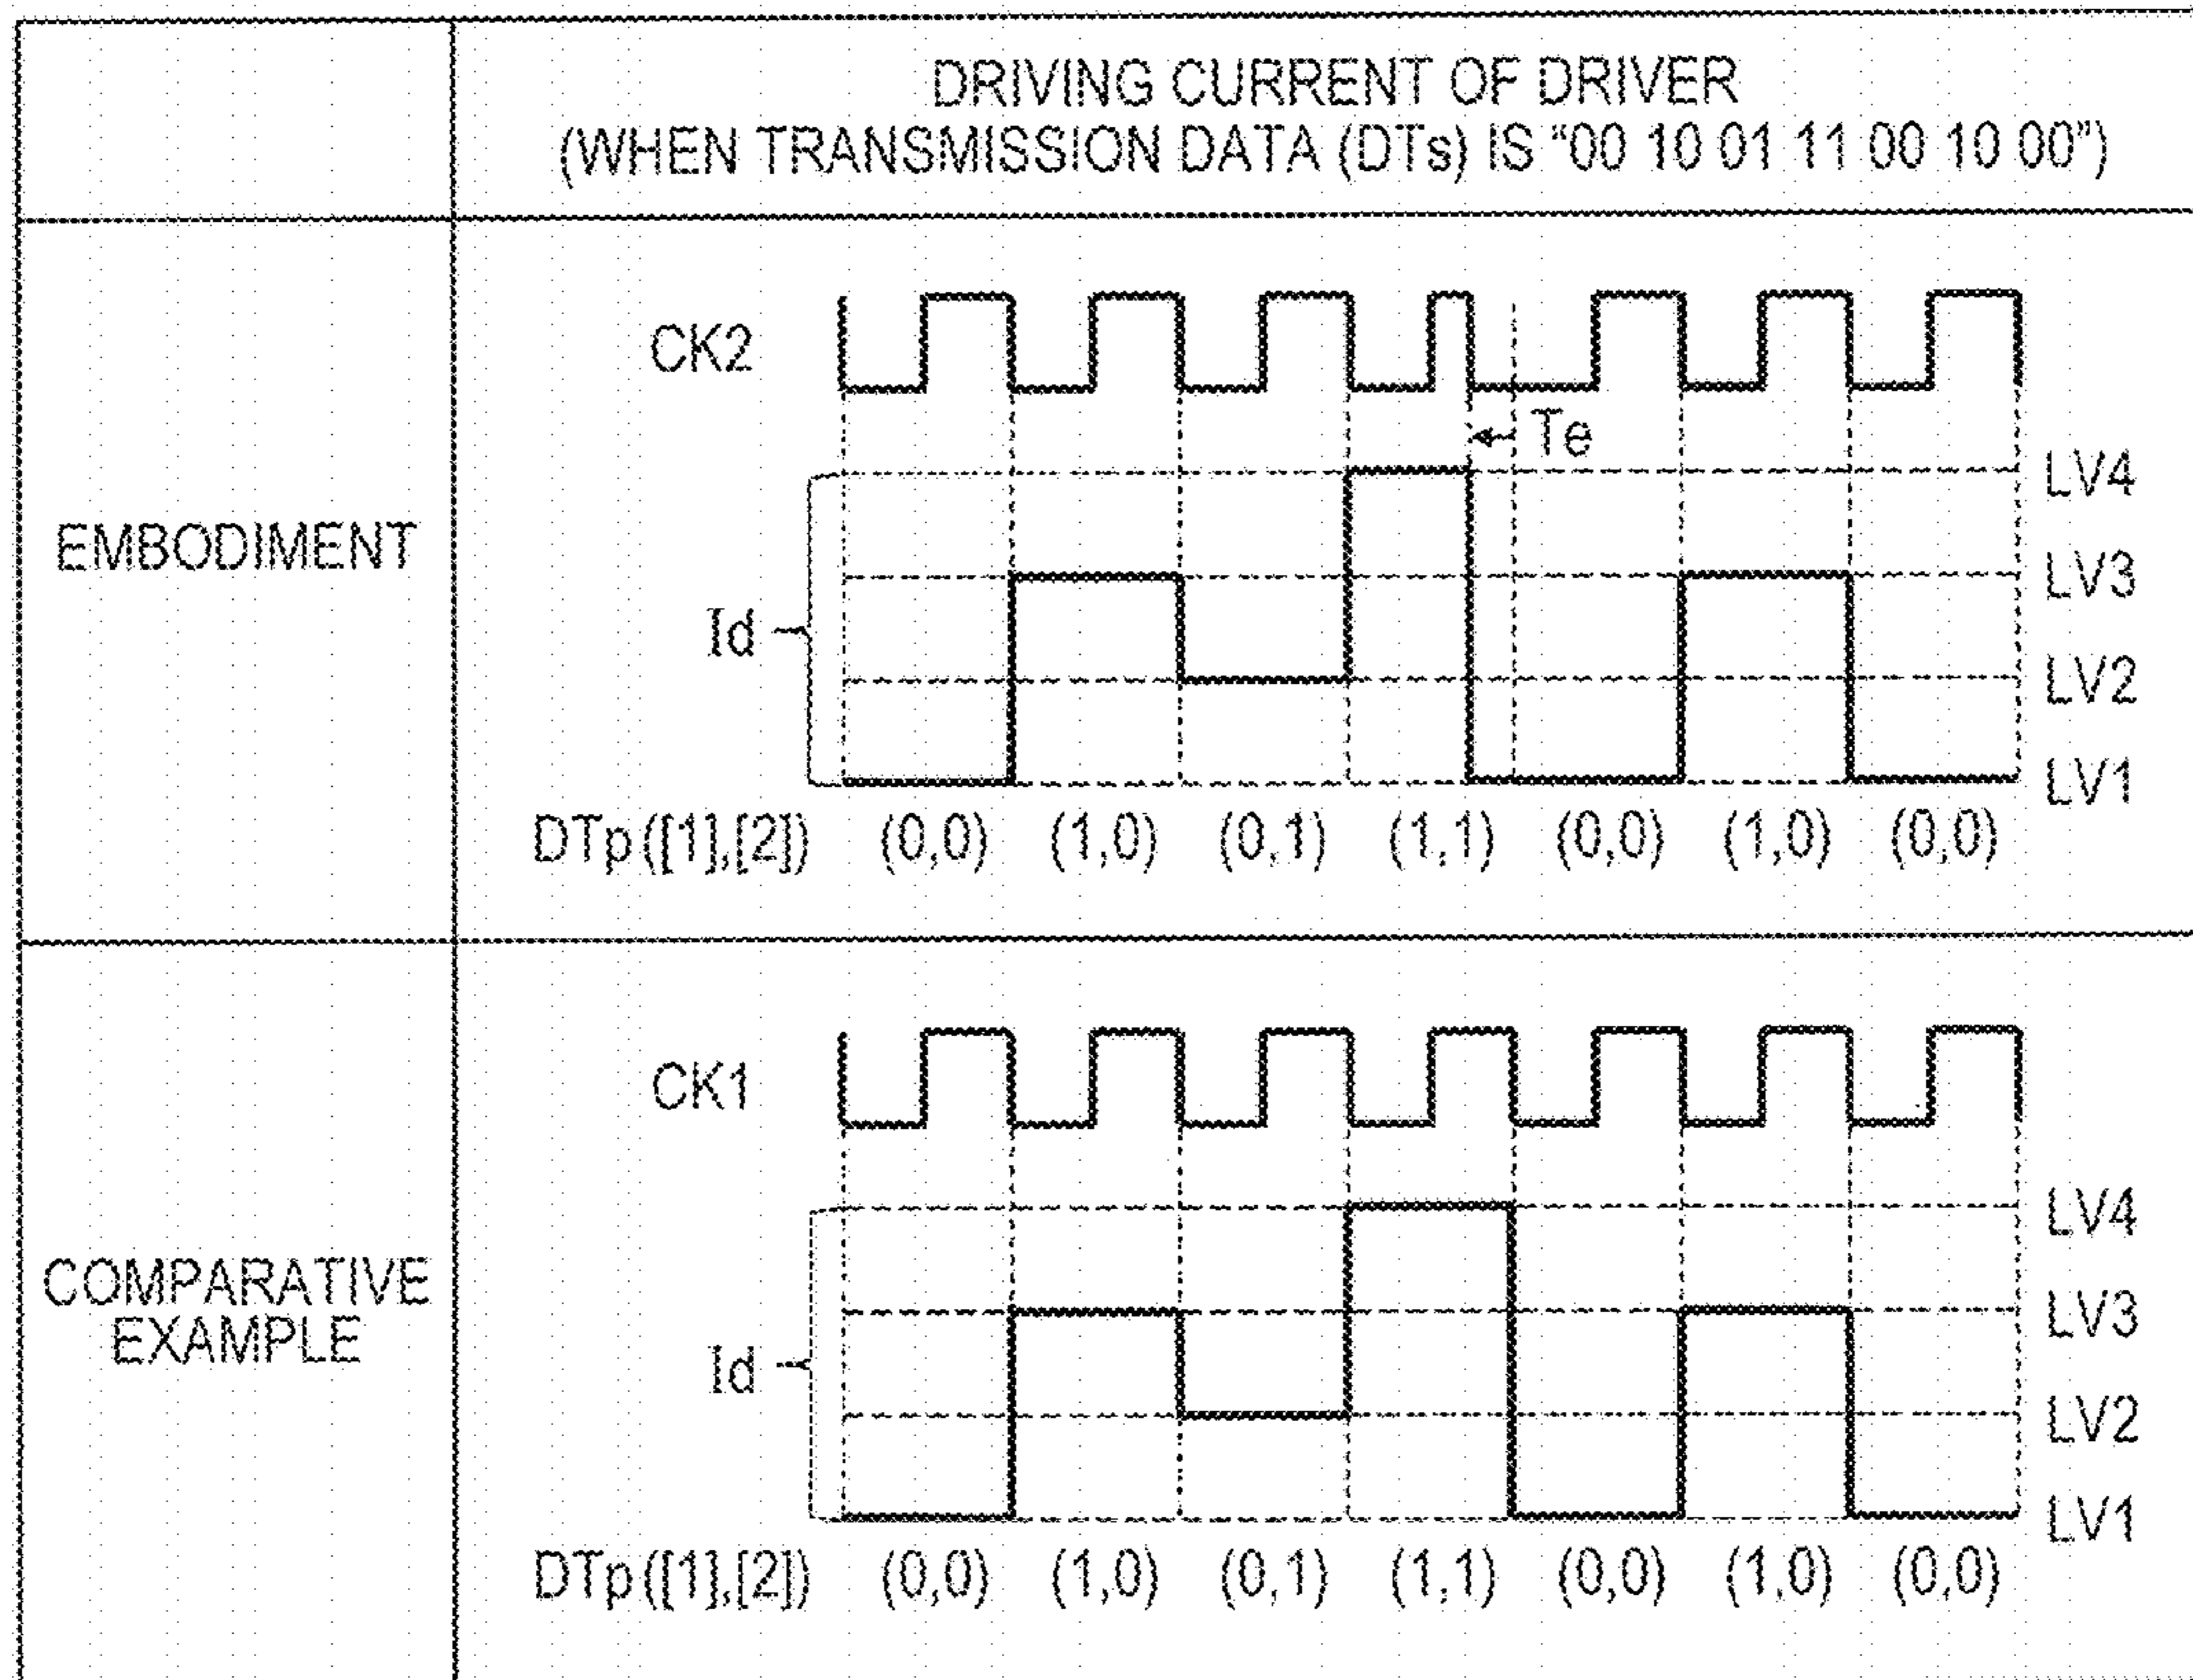 DRIVING CURRENT OF DRIVER
(WHEN TRANSMISSION DATA (DTs) IS “00 10 01 11 00 10 00”)
EMBODIMENT
CK2
Te
LV4
LV3
Id
LV2
LV1
DTp([1],[2]) (0,0) (1,0) (0,1) (1,1) (0,0) (1,0) (0,0)
COMPARATIVE
EXAMPLE
CK1
LV4
LV3
Id
LV2
LV1
DTp([1],[2]) (0,0) (1,0) (0,1) (1,1) (0,0) (1,0) (0,0)